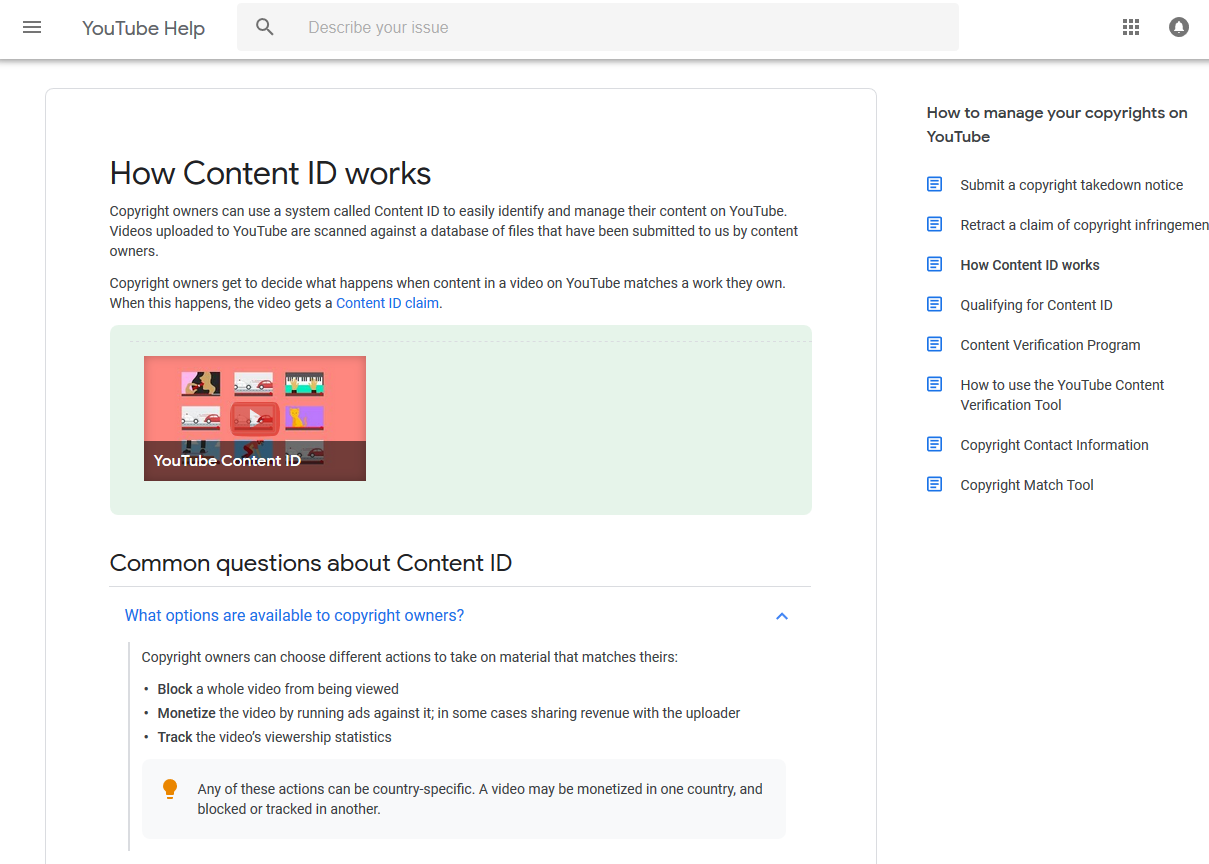 YouTube Help
Describe your issue
How Content ID works
Copyright owners can use a system called Content ID to easily identify and manage their content on YouTube.
Videos uploaded to YouTube are scanned against a database of files that have been submitted to us by content
owners.
Copyright owners get to decide what happens when content in a video on YouTube matches a work they own.
When this happens, the video gets a Content ID claim.
YouTube Content ID
Common questions about Content ID
What options are available to copyright owners?
Copyright owners can choose different actions to take on material that matches theirs:
• Block a whole video from being viewed
• Monetize the video by running ads against it; in some cases sharing revenue with the uploader
• Track the video’s viewership statistics
Any of these actions can be country-specific. A video may be monetized in one country, and
blocked or tracked in another.
How to manage your copyrights on
YouTube
Submit a copyright takedown notice
Retract a claim of copyright infringemen
How Content ID works
Qualifying for Content ID
Content Verification Program
How to use the YouTube Content
Verification Tool
Copyright Contact Information
Copyright Match Tool